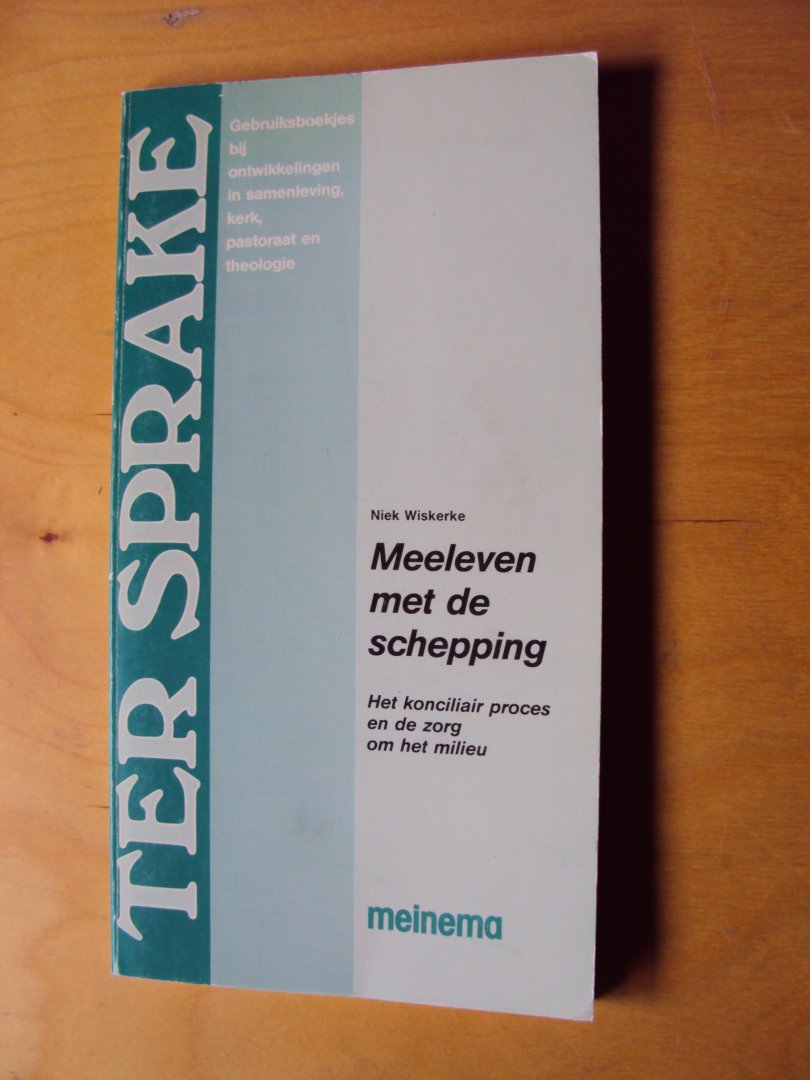 TER SPRAKE
Gebruiksboekjes
bij
ontwikkelingen
in samenleving,
kerk,
pastoraat en
theologie
Niek Wiskerke
Meeleven
met de
schepping
Het konciliair proces
en de zorg
om het milieu
meinema